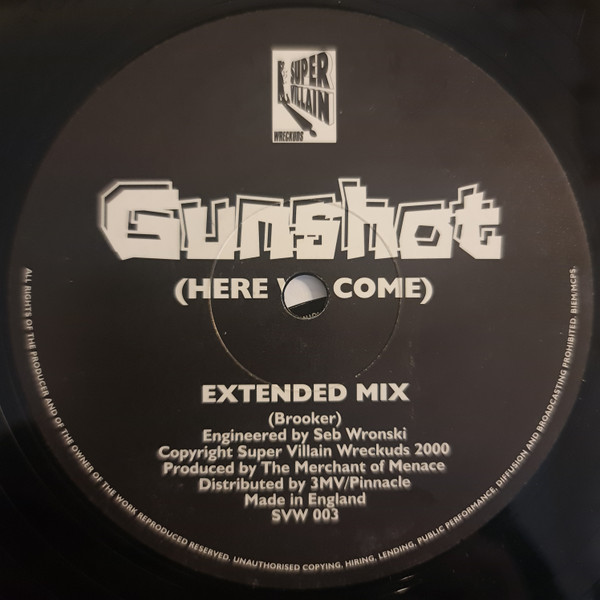 SUPER
VILLAIN
WRECKUDS
Gunshot
(HERE COME)
EXTENDED MIX
(Brooker)
Engineered by Seb Wronski
Copyright Super Villain Wreckuds 2000
Produced by The Merchant of Menace
Distributed by 3MV/Pinnacle
Made in England
SVW 003
ALL RIGHTS OF THE PRODUCER AND OF THE OWNER OF THE WORK REPRODUCED RESERVED. UNAUTHORISED COPYING, HIRING, LENDING, PUBLIC PERFORMANCE, DIFFUSION AND BROADCASTING PROHIBITED. BIEM/MCPS.